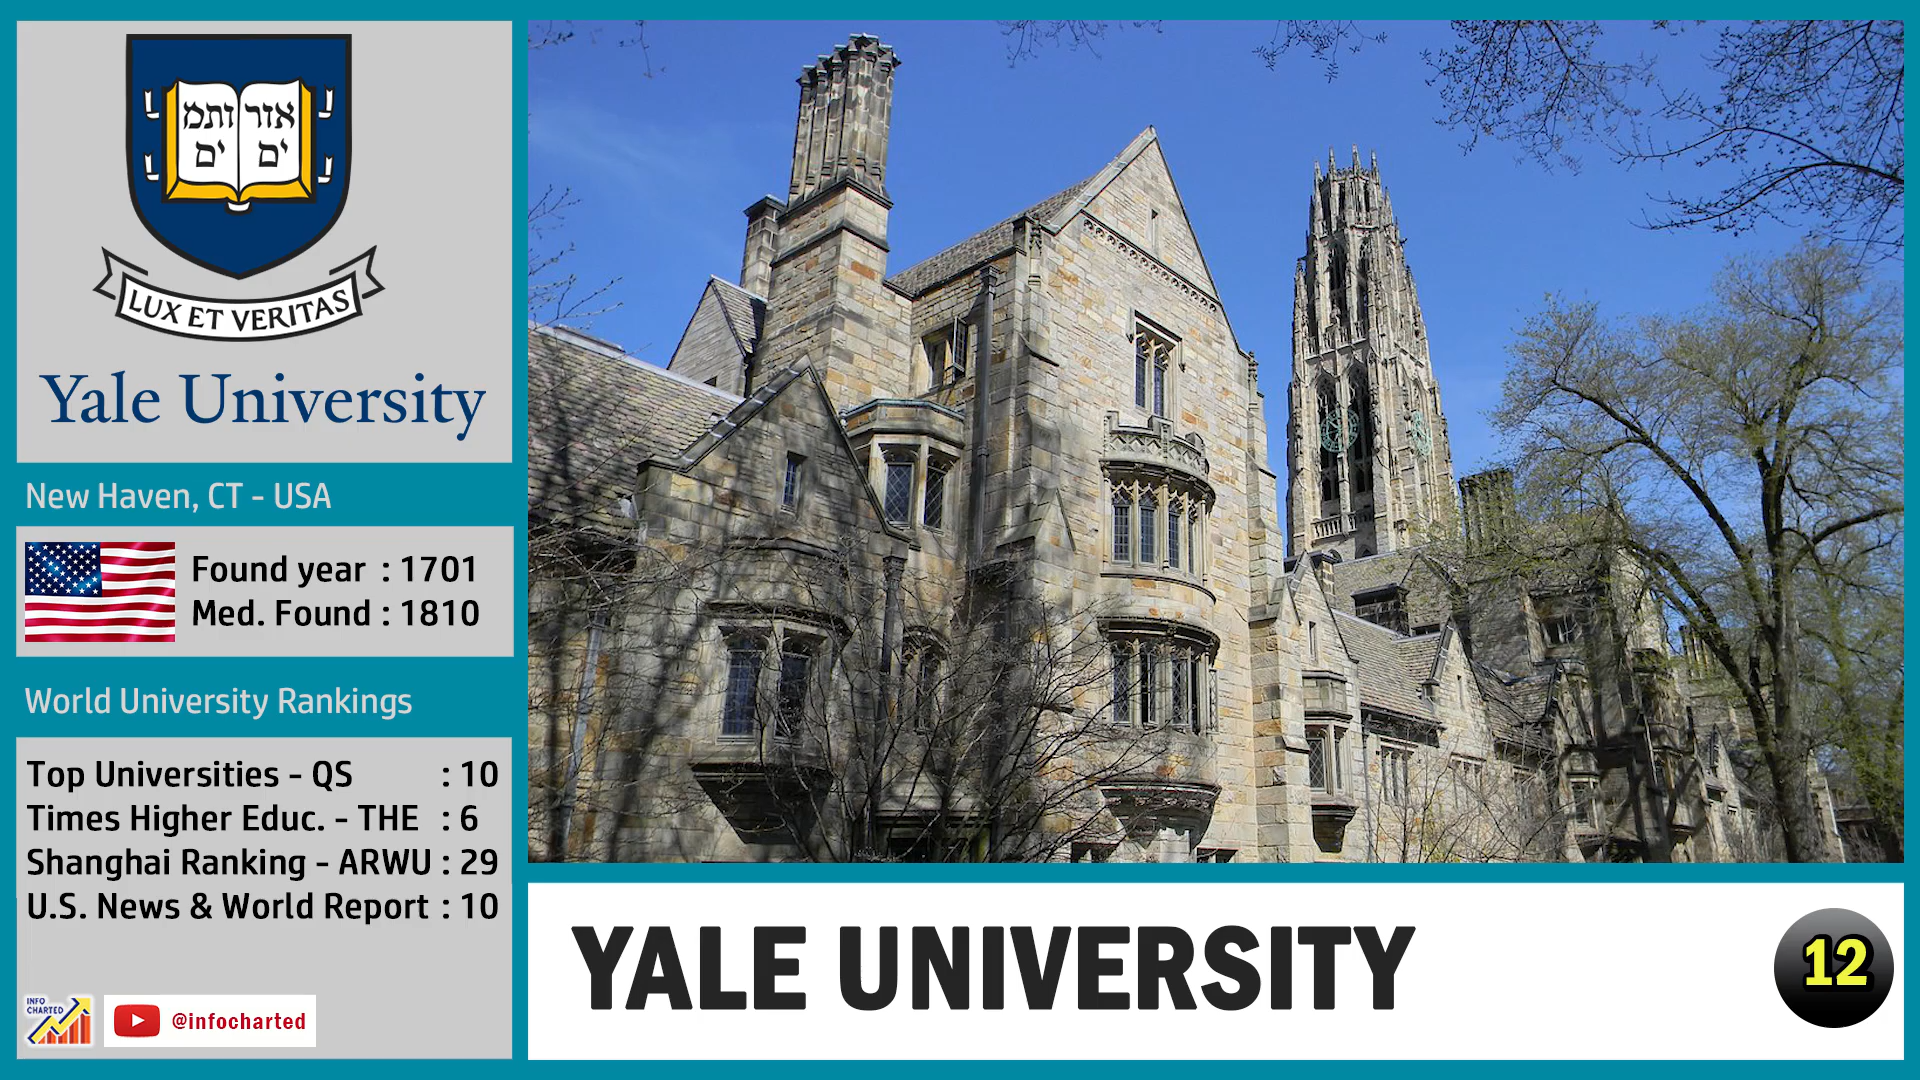 אורים
ותמים
LUX ET VERITAS
Yale University
New Haven, CT - USA
Found year : 1701
Med. Found : 1810
World University Rankings
Top Universities - QS : 10
Times Higher Educ. - THE : 6
Shanghai Ranking - ARWU : 29
U.S. News & World Report : 10
INFO
CHARTED
@infocharted
YALE UNIVERSITY
12